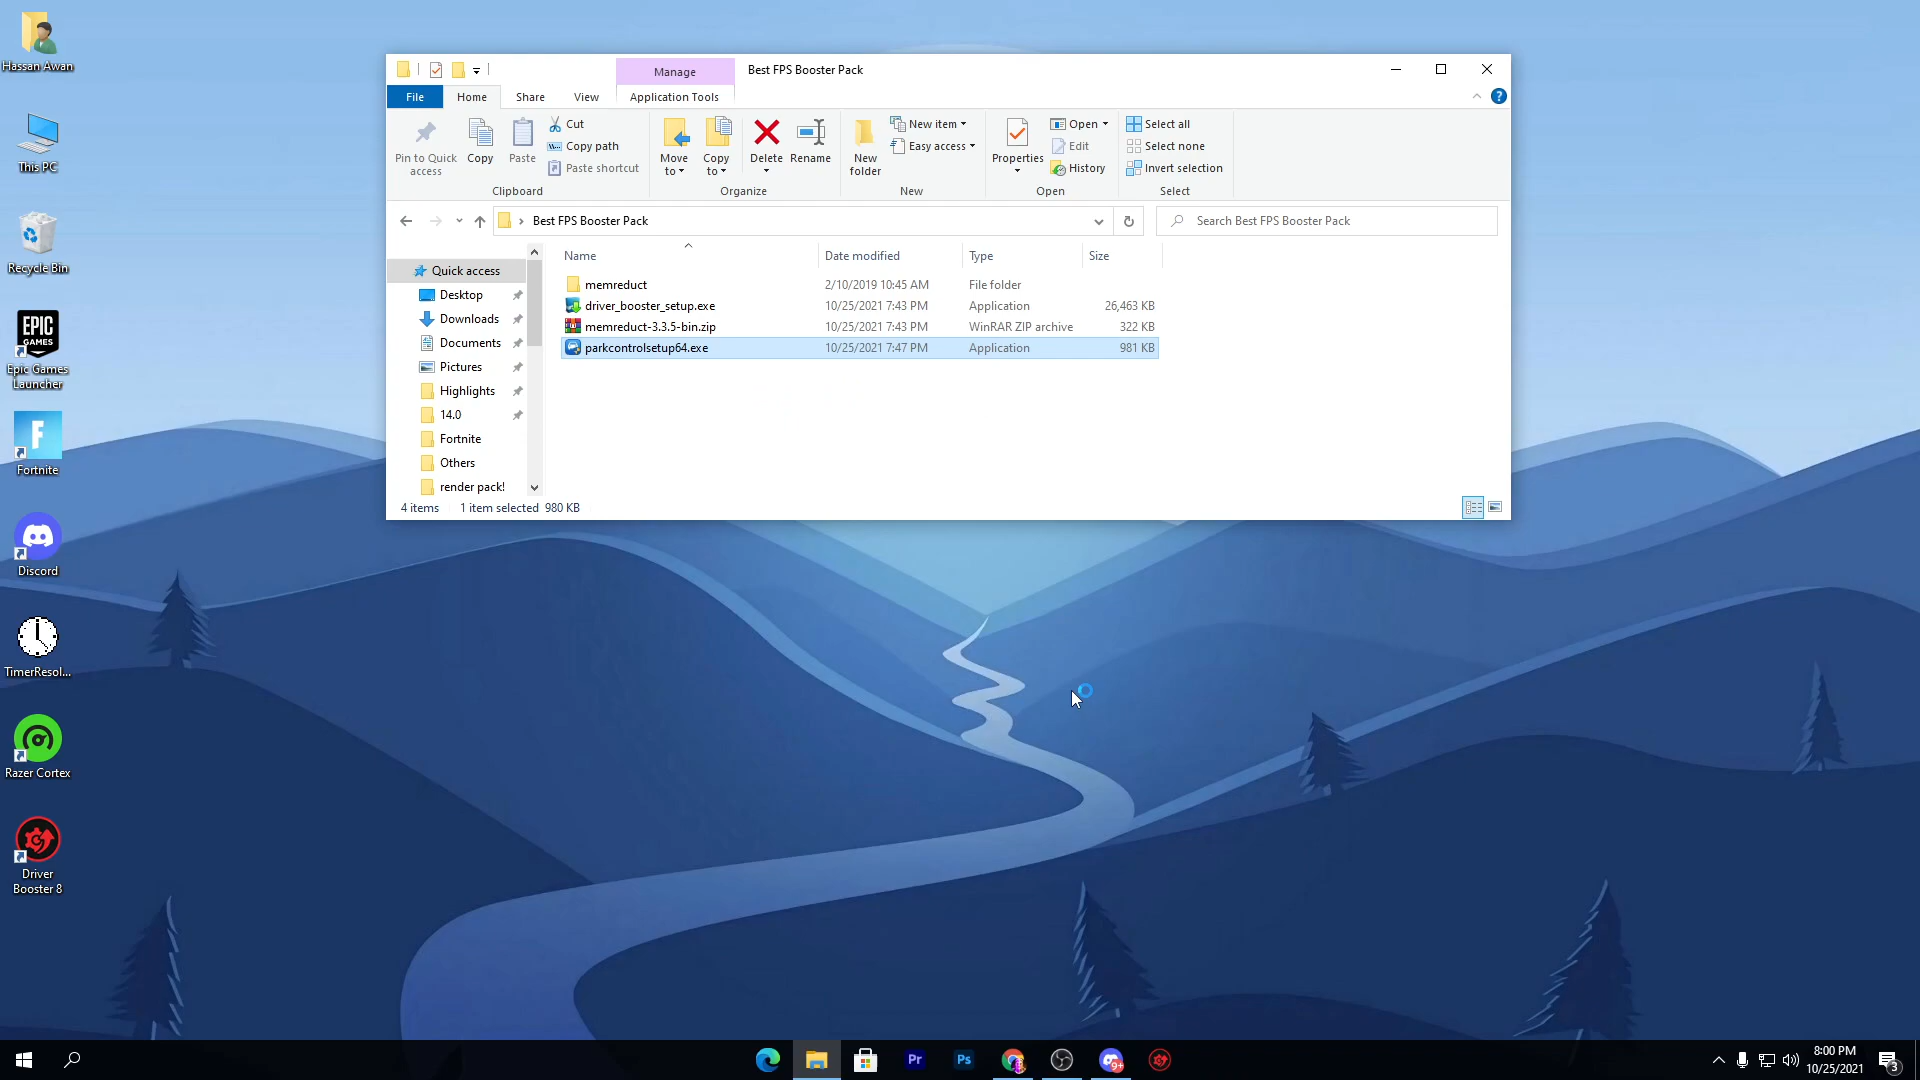 Hassan Awan
This PC
Recycle Bin
EPIC
GAMES
Epic Games
Launcher
Fortnite
Discord
TimerResol...
Razer Cortex
Driver
Booster 8
Manage
Best FPS Booster Pack
File
Home
Share
View
Application Tools
Pin to Quick
access
Copy
Paste
Cut
Copy path
Paste shortcut
Clipboard
Move
to
Copy
to
Delete
Rename
Organize
New
folder
New item
Easy access
New
Properties
Open
Edit
History
Open
Select all
Select none
Invert selection
Select
Best FPS Booster Pack
Search Best FPS Booster Pack
Quick access
Desktop
Downloads
Documents
Pictures
Highlights
14.0
Fortnite
Others
render pack!
Name Date modified Type Size
memreduct 2/10/2019 10:45 AM File folder
driver_booster_setup.exe 10/25/2021 7:43 PM Application 26,463 KB
memreduct-3.3.5-bin.zip 10/25/2021 7:43 PM WinRAR ZIP archive 322 KB
parkcontrolsetup64.exe 10/25/2021 7:47 PM Application 981 KB
4 items 1 item selected 980 KB
Pr
Ps
9+
8:00 PM
10/25/2021
3